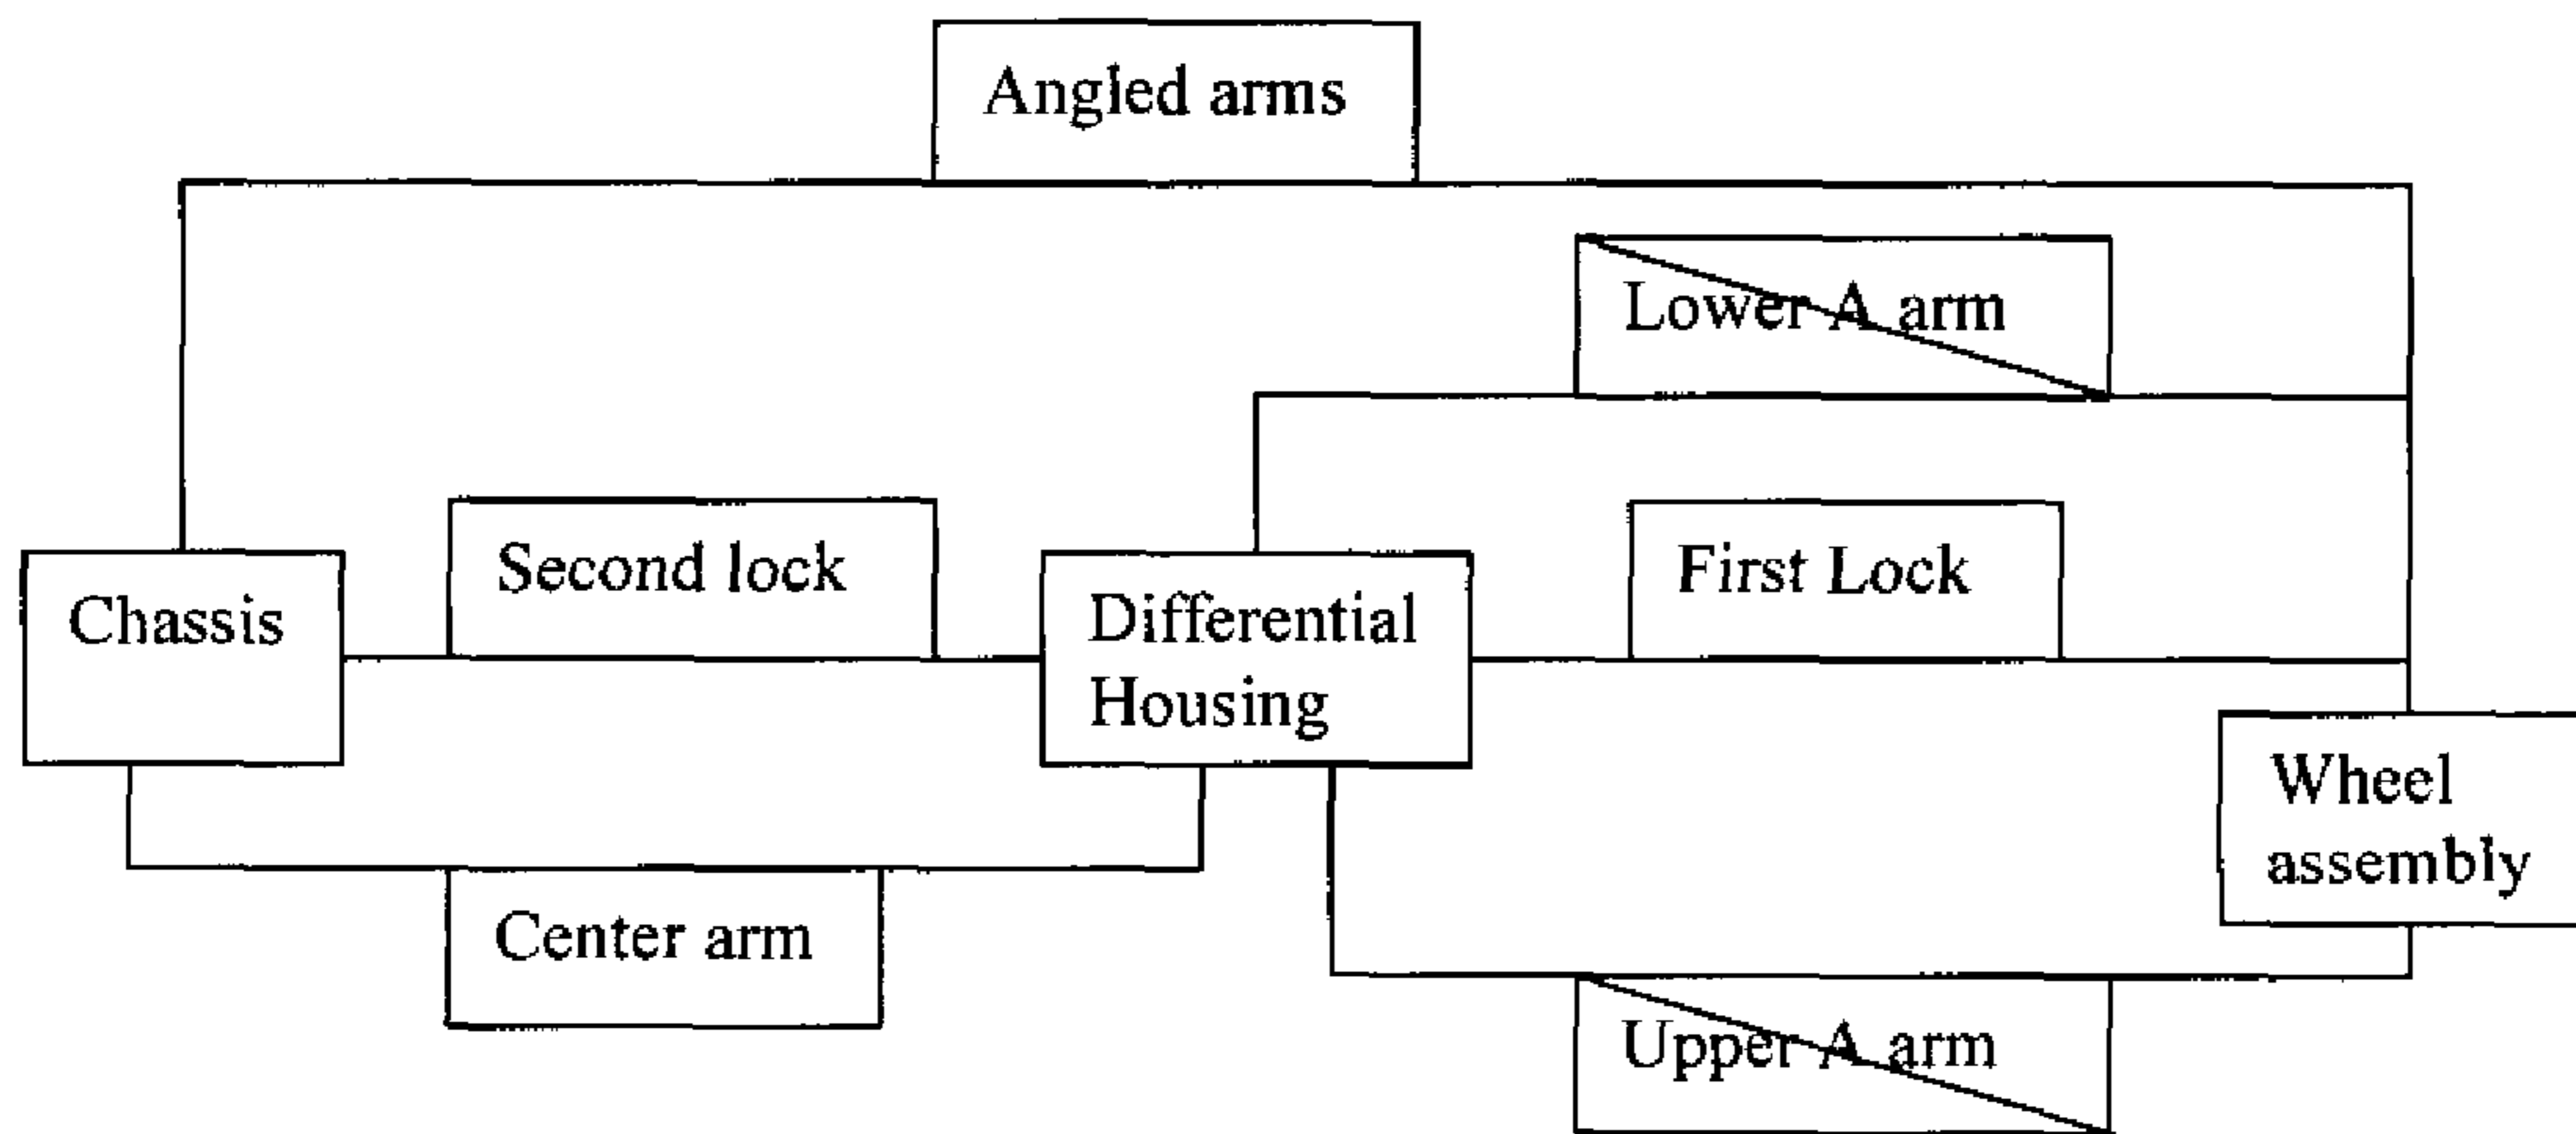 Angled arms
Lower A arm
Second lock
First Lock
Chassis
Differential
Housing
Wheel
assembly
Center arm
Upper A arm